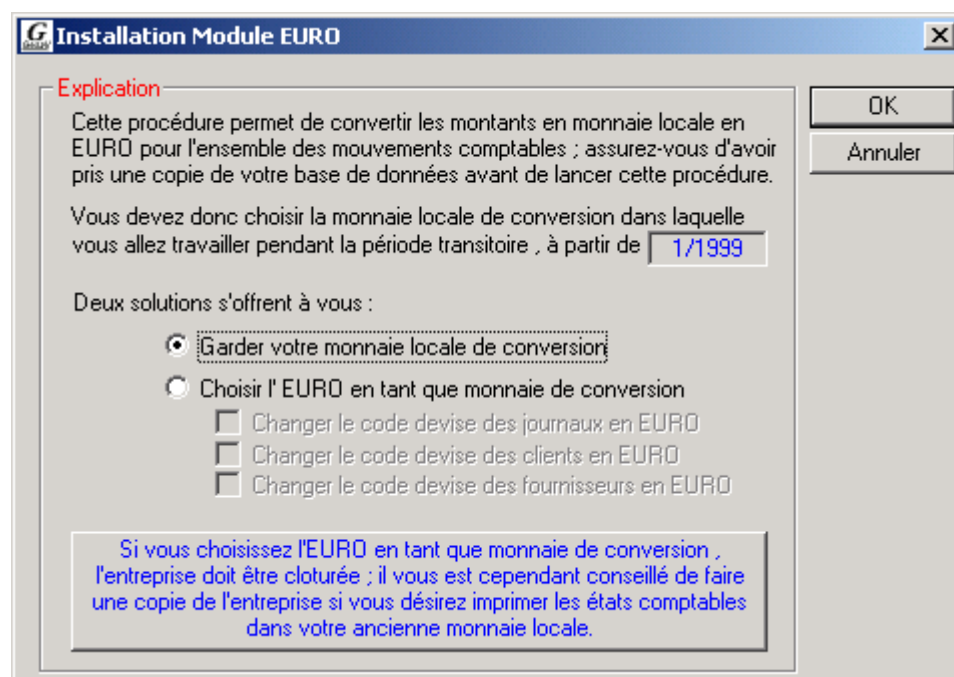 Installation Module EURO
Explication
Cette procédure permet de convertir les montants en monnaie locale en
EURO pour l'ensemble des mouvements comptables ; assurez-vous d'avoir
pris une copie de votre base de données avant de lancer cette procédure.
Vous devez donc choisir la monnaie locale de conversion dans laquelle
vous allez travailler pendant la période transitoire , à partir de 1/1999
Deux solutions s'offrent à vous :
Garder votre monnaie locale de conversion
Choisir l' EURO en tant que monnaie de conversion
Changer le code devise des journaux en EURO
Changer le code devise des clients en EURO
Changer le code devise des fournisseurs en EURO
Si vous choisissez l'EURO en tant que monnaie de conversion ,
l'entreprise doit être cloturée ; il vous est cependant conseillé de faire
une copie de l'entreprise si vous désirez imprimer les états comptables
dans votre ancienne monnaie locale.
OK
Annuler